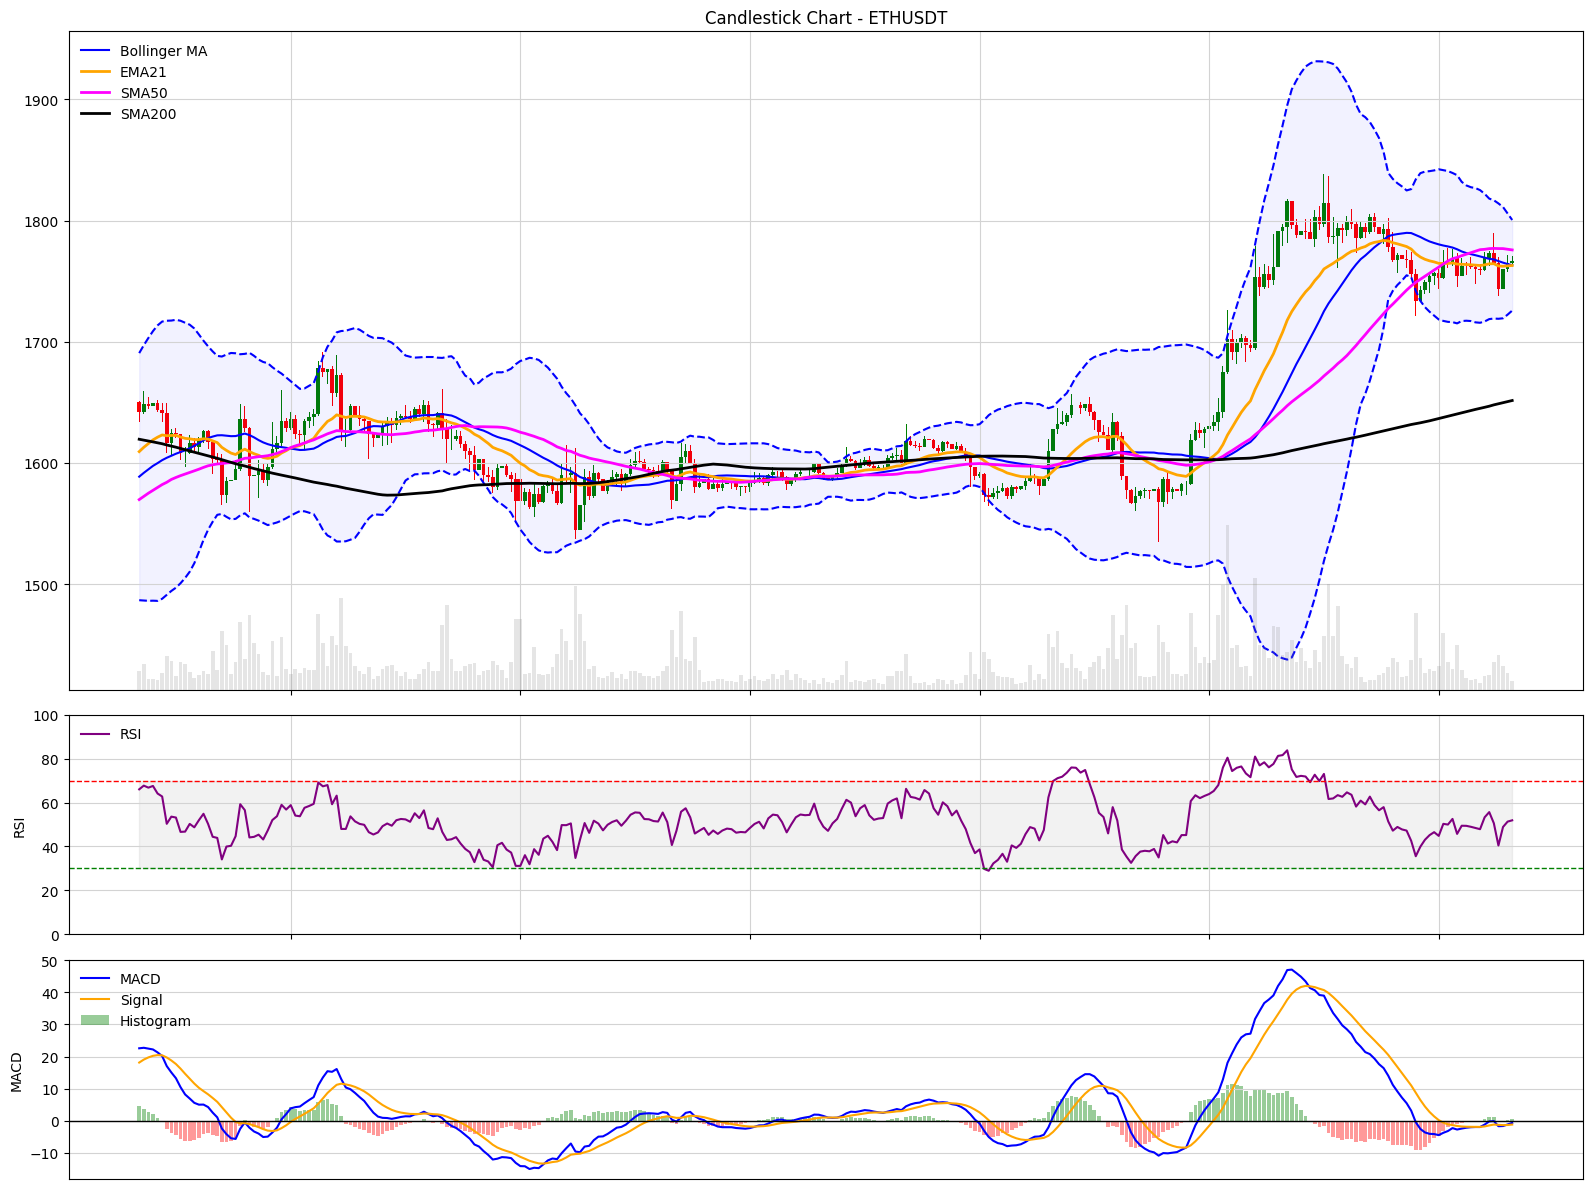 Candlestick Chart - ETHUSDT
Bollinger MA
EMA21
SMA50
SMA200
1900
1800
1700
1600
1500
RSI
100
80
60
40
20
0
RSI
MACD
Signal
Histogram
50
40
30
20
10
0
−10
MACD